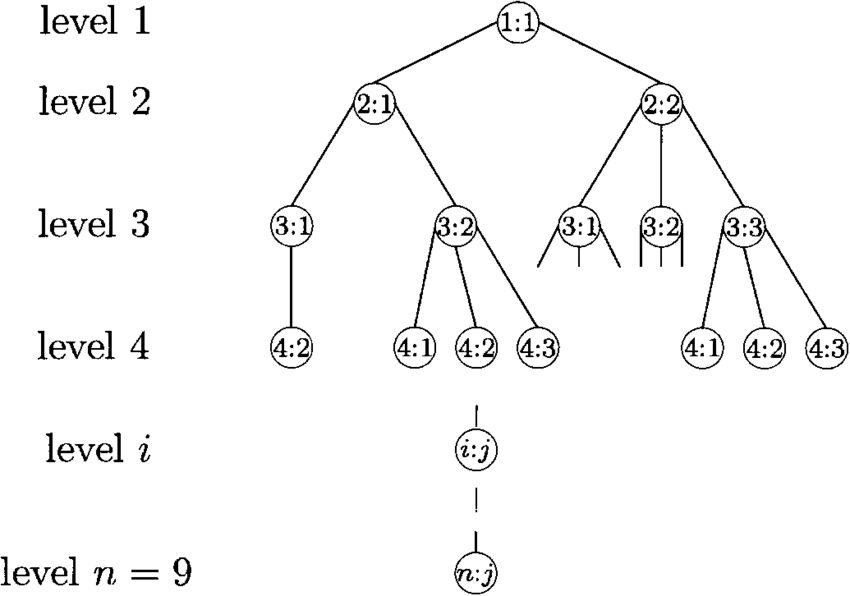 level 1 1:1
level 2 2:1 2:2
level 3 3:1 3:2 3:1 3:2 3:3
level 4 4:2 4:1 4:2 4:3 4:1 4:2 4:3
level i i:j
level n = 9 n:j